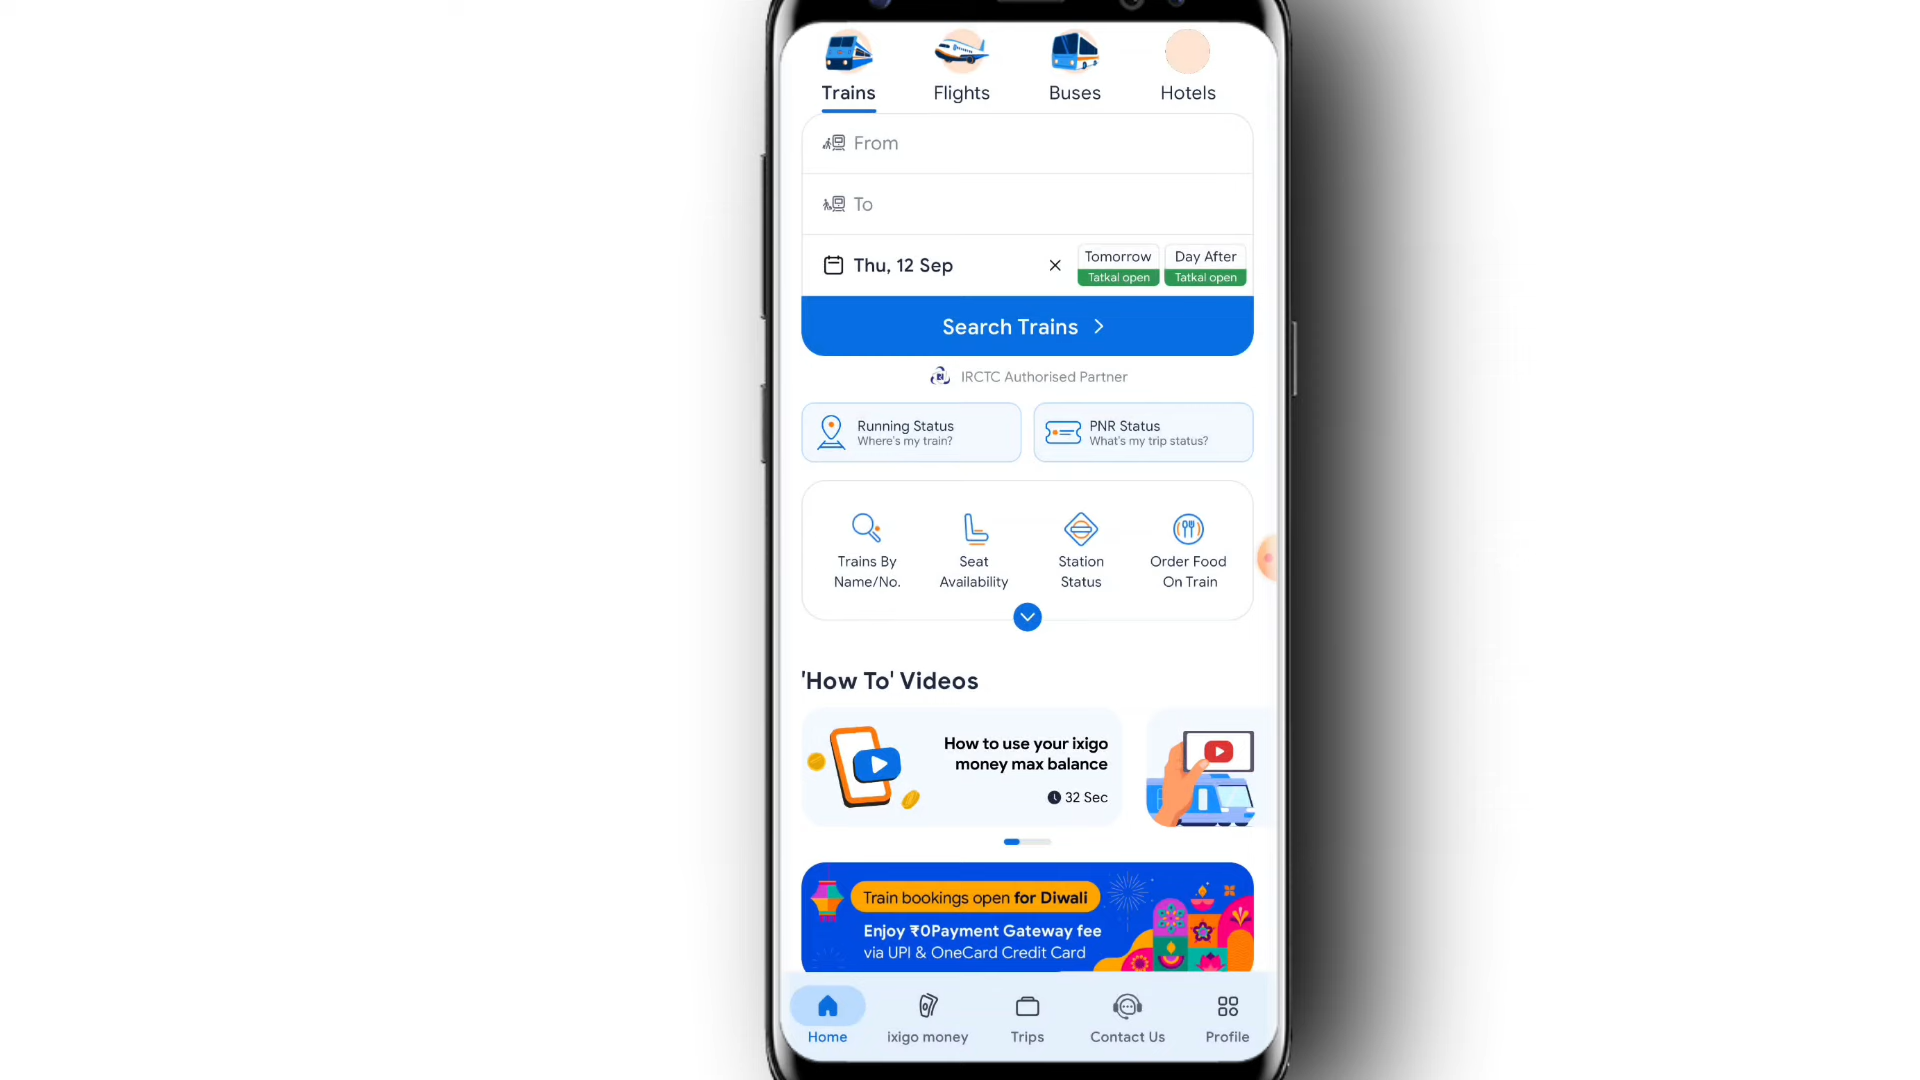 Trains
Flights
Buses
Hotels
From
To
Thu, 12 Sep
Tomorrow
Tatkal open
Day After
Tatkal open
Search Trains
IRCTC Authorised Partner
Running Status
Where's my train?
PNR Status
What's my trip status?
Trains By
Name/No.
Seat
Availability
Station
Status
Order Food
On Train
'How To' Videos
How to use your ixigo
money max balance
32 Sec
Train bookings open for Diwali
Enjoy ₹0Payment Gateway fee
via UPI & OneCard Credit Card
Home
ixigo money
Trips
Contact Us
Profile